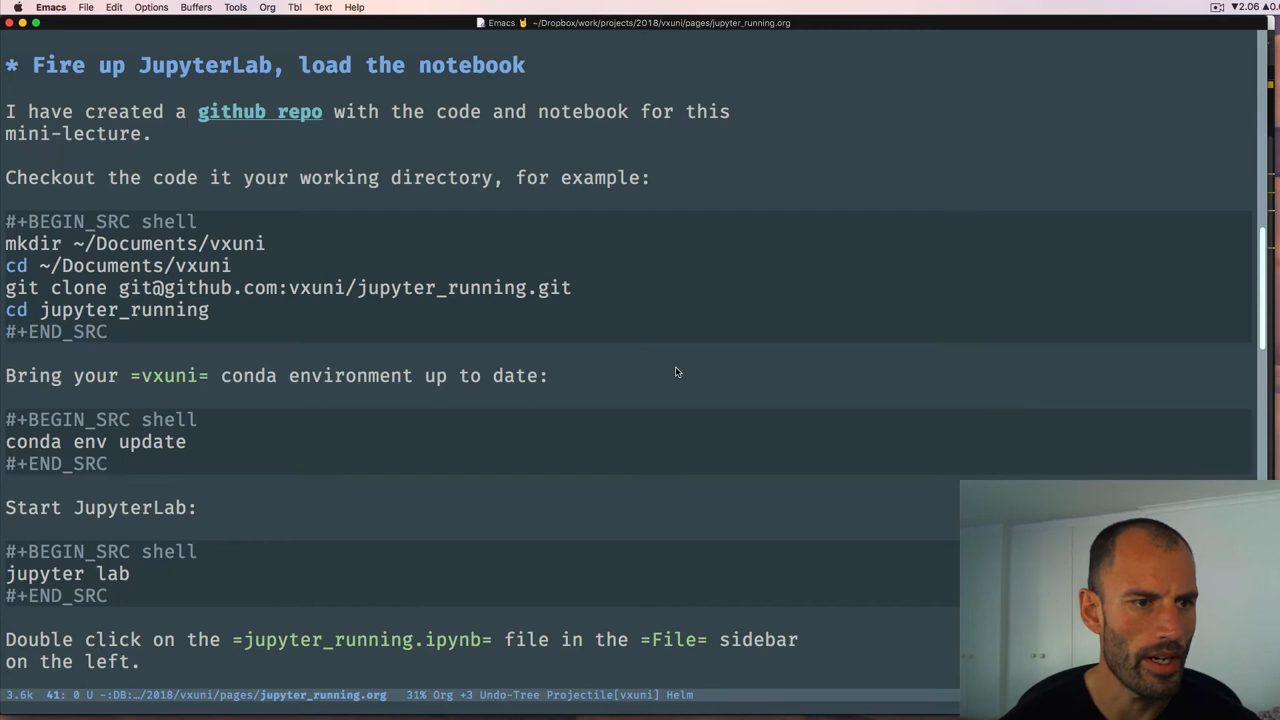 Emacs File Edit Options Buffers Tools Org Tbl Text Help
2.06
Emacs ~/Dropbox/work/projects/2018/vxuni/pages/jupyter_running.org
* Fire up JupyterLab, load the notebook
I have created a github repo with the code and notebook for this
mini-lecture.
Checkout the code it your working directory, for example:
#+BEGIN_SRC shell
mkdir ~/Documents/vxuni
cd ~/Documents/vxuni
git clone git@github.com:vxuni/jupyter_running.git
cd jupyter_running
#+END_SRC
Bring your =vxuni= conda environment up to date:
#+BEGIN_SRC shell
conda env update
#+END_SRC
Start JupyterLab:
#+BEGIN_SRC shell
jupyter lab
#+END_SRC
Double click on the =jupyter_running.ipynb= file in the =File= sidebar
on the left.
3.6k 41: 0 U -:DB:…/2018/vxuni/pages/jupyter_running.org 31% Org +3 Undo-Tree Projectile[vxuni] Helm